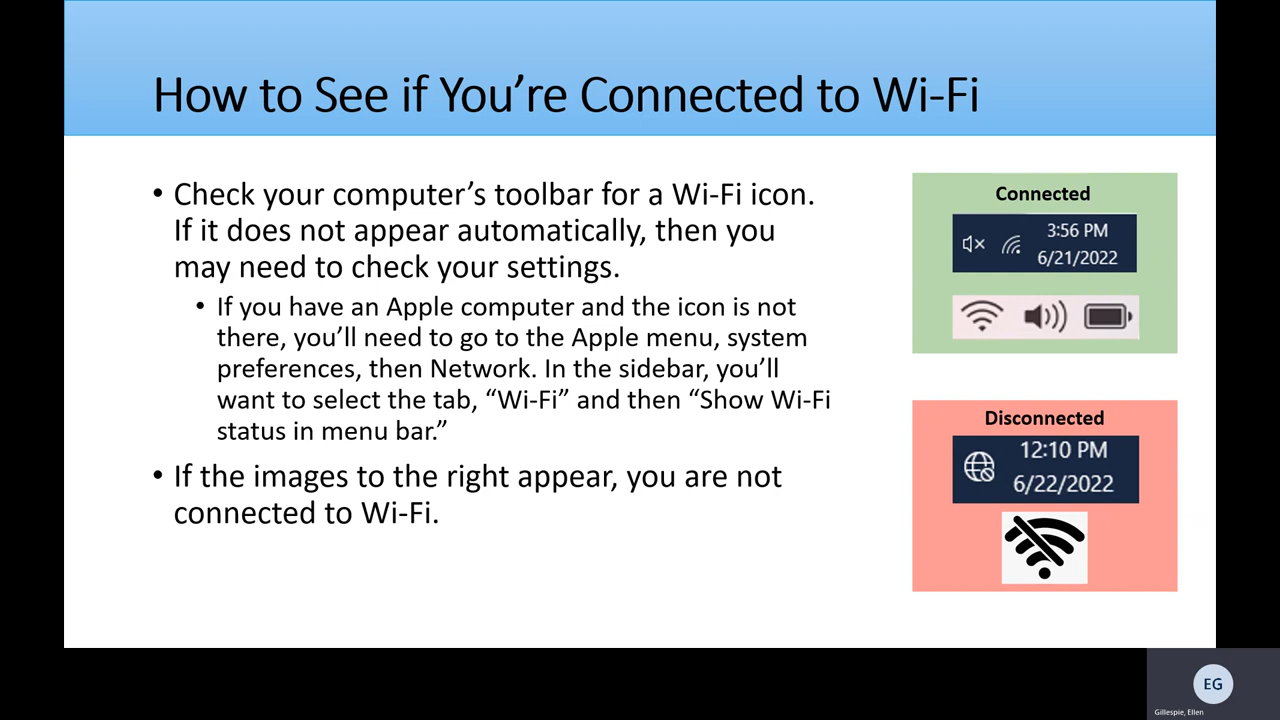 How to See if You’re Connected to Wi-Fi
• Check your computer’s toolbar for a Wi-Fi icon.
If it does not appear automatically, then you
may need to check your settings.
• If you have an Apple computer and the icon is not
there, you’ll need to go to the Apple menu, system
preferences, then Network. In the sidebar, you’ll
want to select the tab, “Wi-Fi” and then “Show Wi-Fi
status in menu bar.”
• If the images to the right appear, you are not
connected to Wi-Fi.
Connected
3:56 PM
6/21/2022
Disconnected
12:10 PM
6/22/2022
EG
Gillespie, Ellen